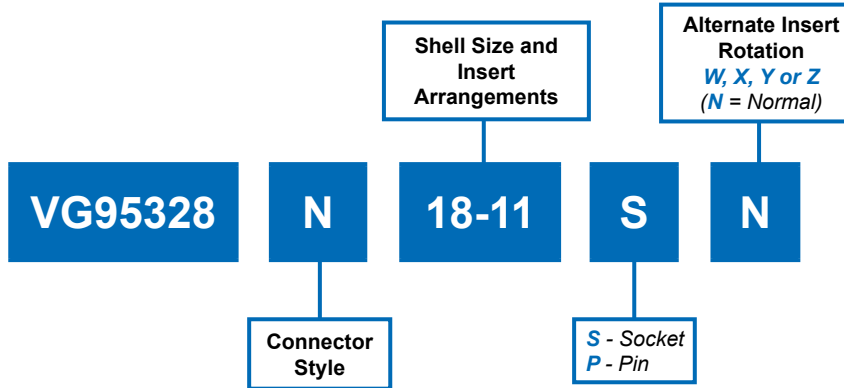 Shell Size and
Insert
Arrangements
Alternate Insert
Rotation
W, X, Y or Z
(N = Normal)
VG95328 N 18-11 S N
Connector
Style
S - Socket
P - Pin